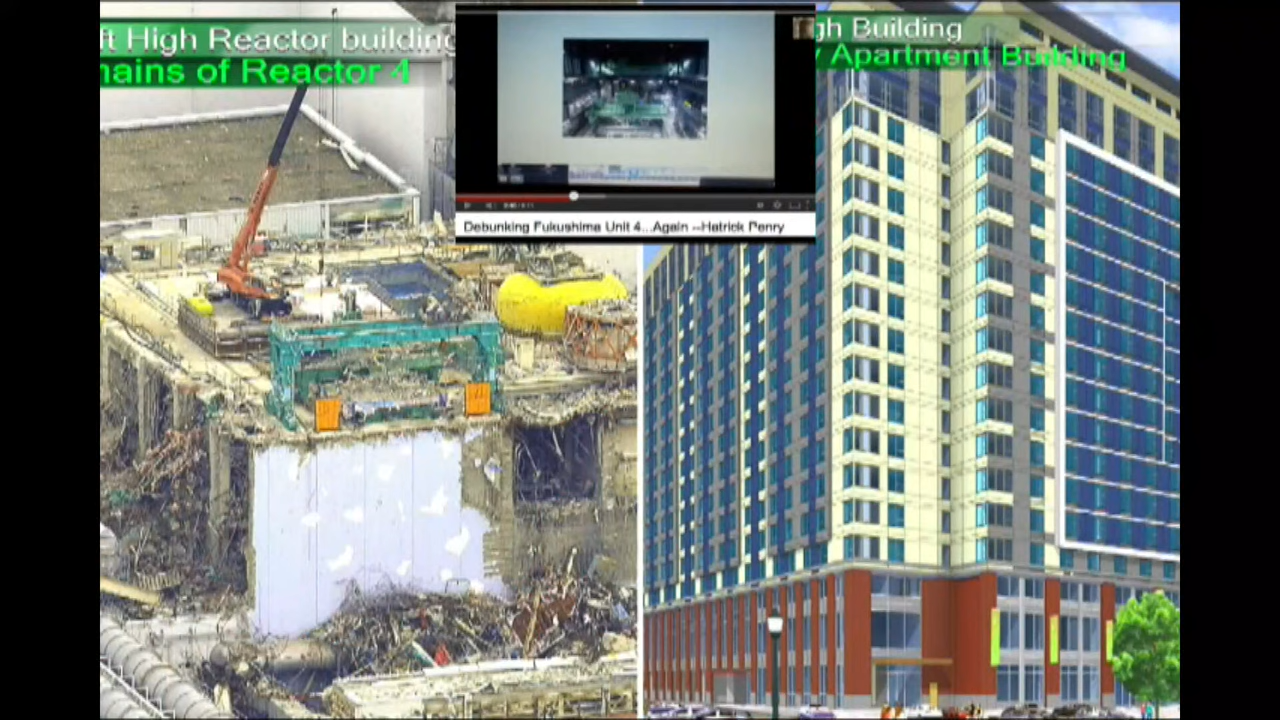 ft High Reactor building
mains of Reactor 4
gh Building
y Apartment Building
Debunking Fukushima Unit 4...Again --Hatrick Penry